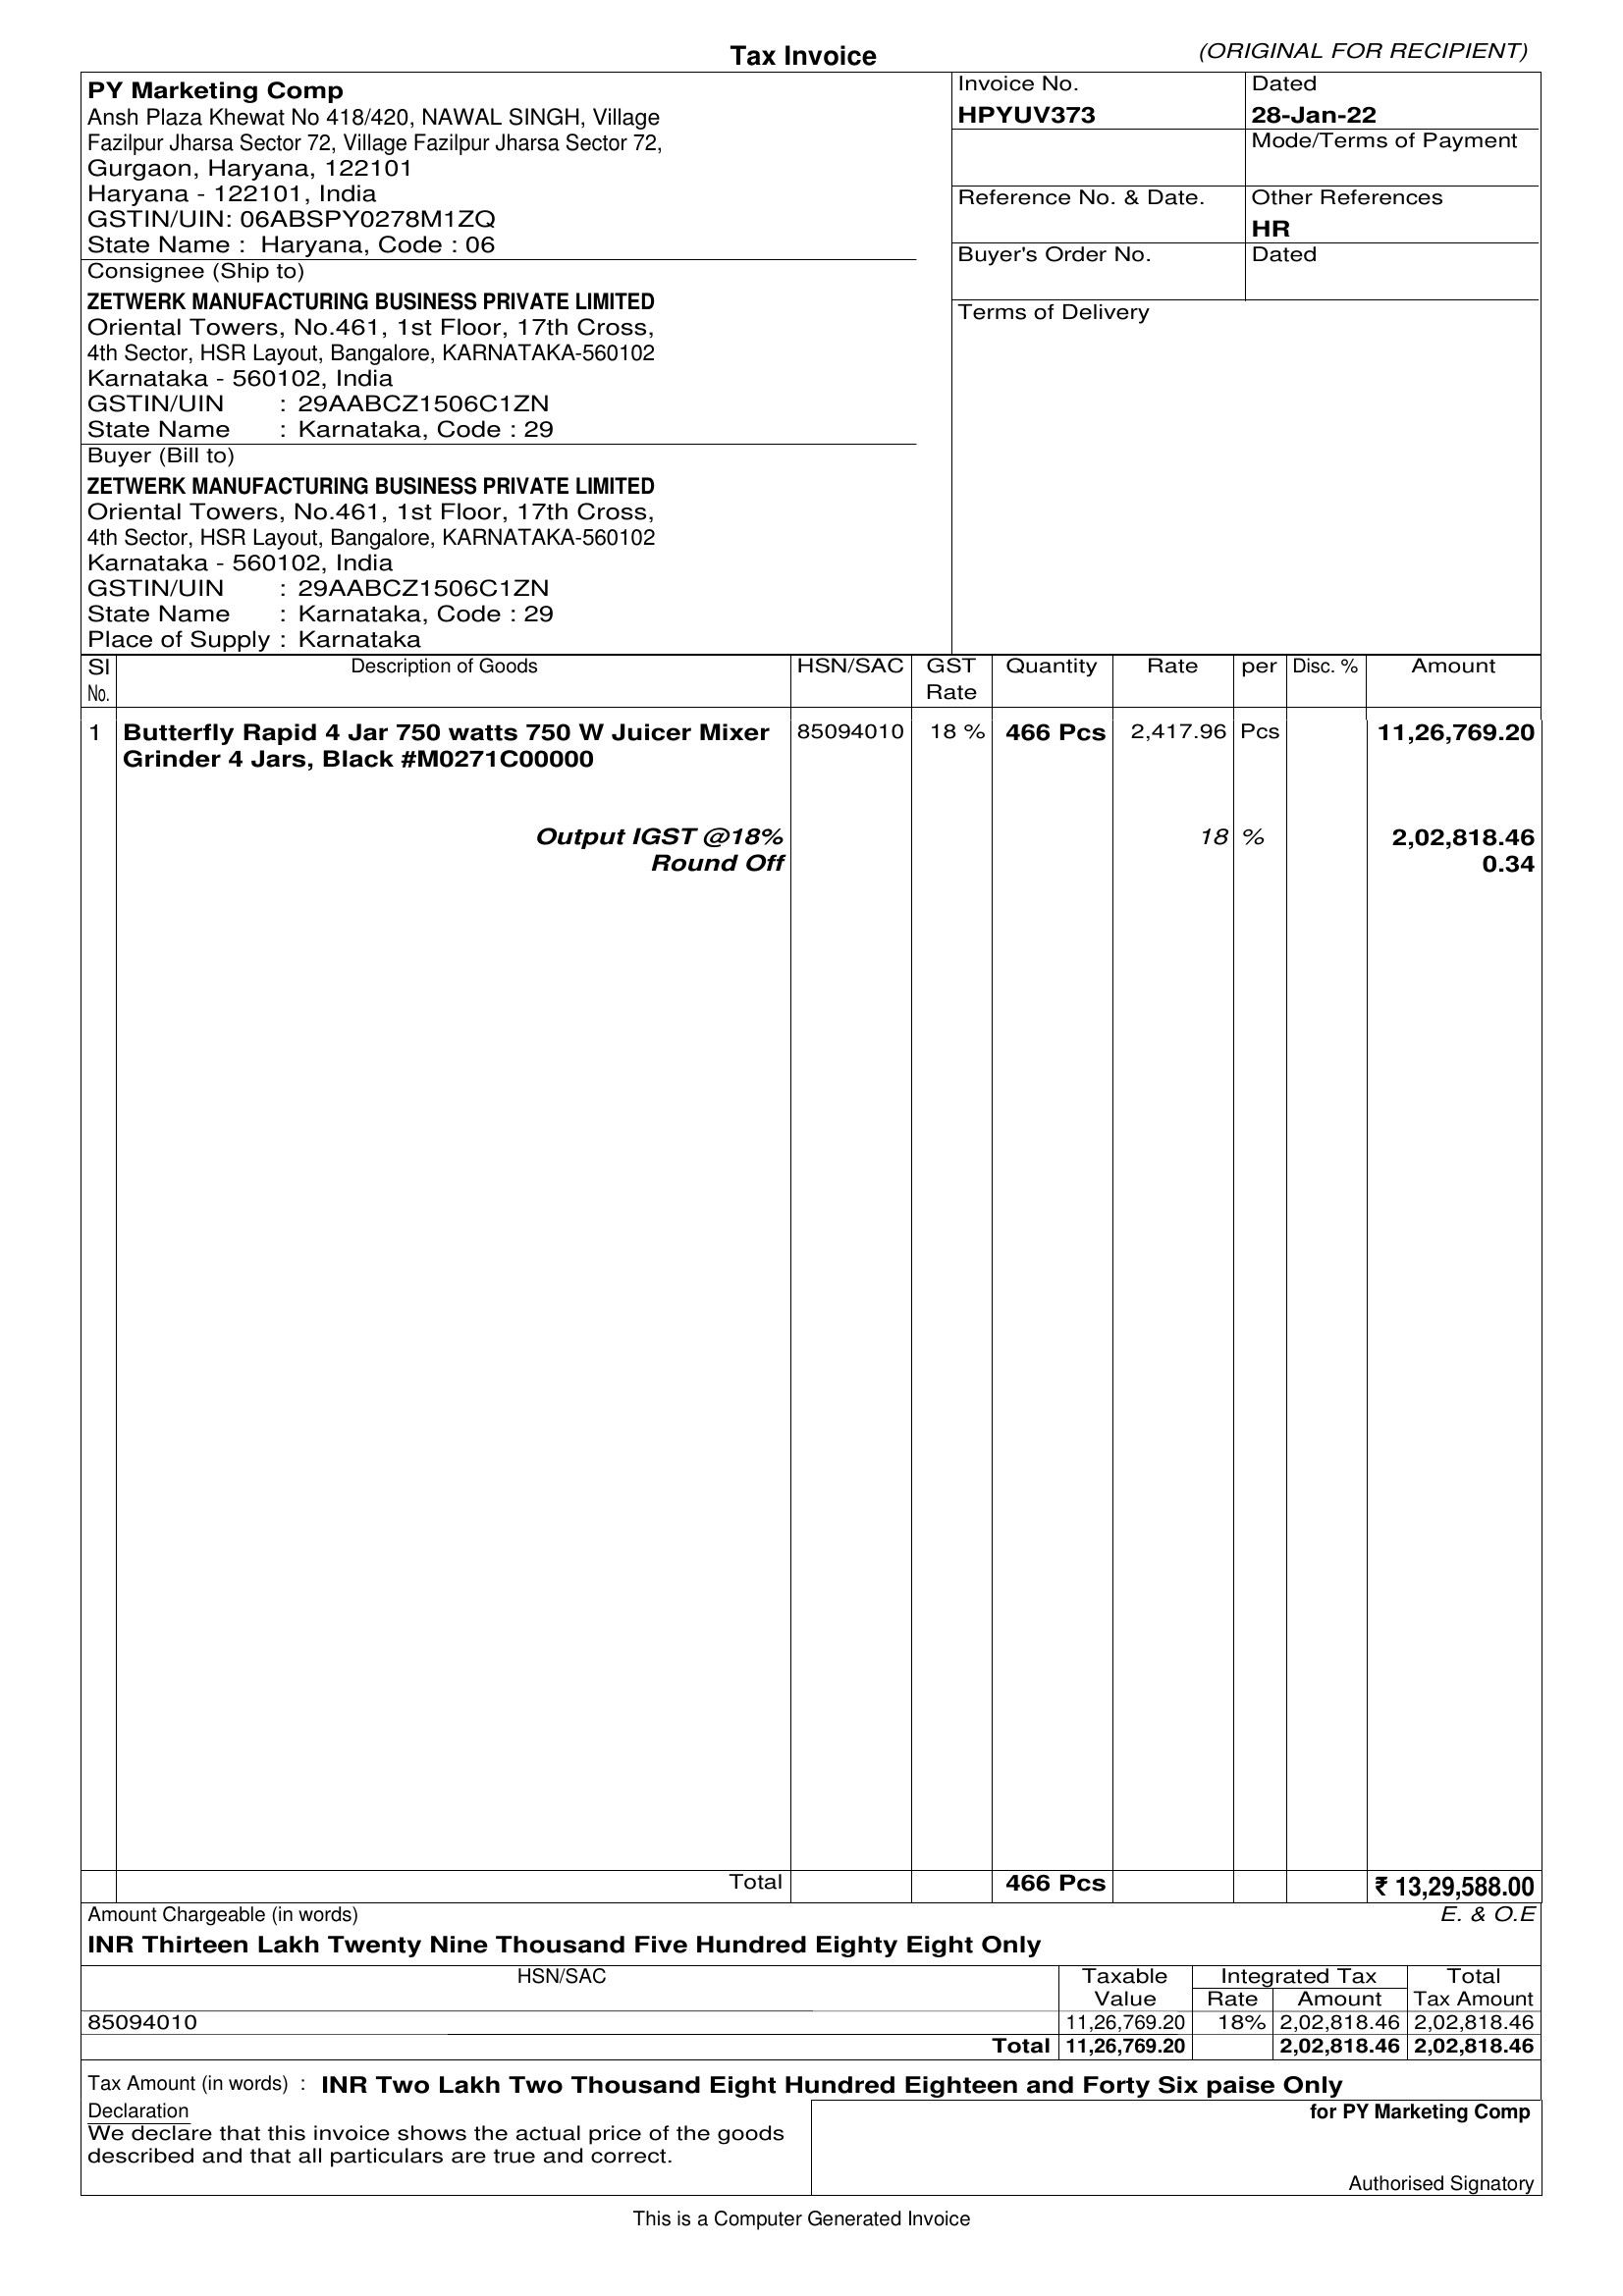 Tax Invoice
(ORIGINAL FOR RECIPIENT)
PY Marketing Comp
Ansh Plaza Khewat No 418/420, NAWAL SINGH, Village
Fazilpur Jharsa Sector 72, Village Fazilpur Jharsa Sector 72,
Gurgaon, Haryana, 122101
Haryana - 122101, India
GSTIN/UIN: 06ABSPY0278M1ZQ
State Name : Haryana, Code : 06
Invoice No.
HPYUV373
Dated
28-Jan-22
Mode/Terms of Payment
Reference No. & Date.
Other References
HR
Buyer's Order No.
Dated
Terms of Delivery
Consignee (Ship to)
ZETWERK MANUFACTURING BUSINESS PRIVATE LIMITED
Oriental Towers, No.461, 1st Floor, 17th Cross,
4th Sector, HSR Layout, Bangalore, KARNATAKA-560102
Karnataka - 560102, India
GSTIN/UIN : 29AABCZ1506C1ZN
State Name : Karnataka, Code : 29
Buyer (Bill to)
ZETWERK MANUFACTURING BUSINESS PRIVATE LIMITED
Oriental Towers, No.461, 1st Floor, 17th Cross,
4th Sector, HSR Layout, Bangalore, KARNATAKA-560102
Karnataka - 560102, India
GSTIN/UIN : 29AABCZ1506C1ZN
State Name : Karnataka, Code : 29
Place of Supply : Karnataka
Sl Description of Goods HSN/SAC GST Quantity Rate per Disc. % Amount
No. Rate
1 Butterfly Rapid 4 Jar 750 watts 750 W Juicer Mixer 85094010 18 % 466 Pcs 2,417.96 Pcs 11,26,769.20
Grinder 4 Jars, Black #M0271C00000
Output IGST @18% 18 % 2,02,818.46
Round Off 0.34
Total 466 Pcs ₹ 13,29,588.00
Amount Chargeable (in words) E. & O.E
INR Thirteen Lakh Twenty Nine Thousand Five Hundred Eighty Eight Only
HSN/SAC Taxable Integrated Tax Total
Value Rate Amount Tax Amount
85094010 11,26,769.20 18% 2,02,818.46 2,02,818.46
Total 11,26,769.20 2,02,818.46 2,02,818.46
Tax Amount (in words) : INR Two Lakh Two Thousand Eight Hundred Eighteen and Forty Six paise Only
Declaration
We declare that this invoice shows the actual price of the goods
described and that all particulars are true and correct.
for PY Marketing Comp
Authorised Signatory
This is a Computer Generated Invoice